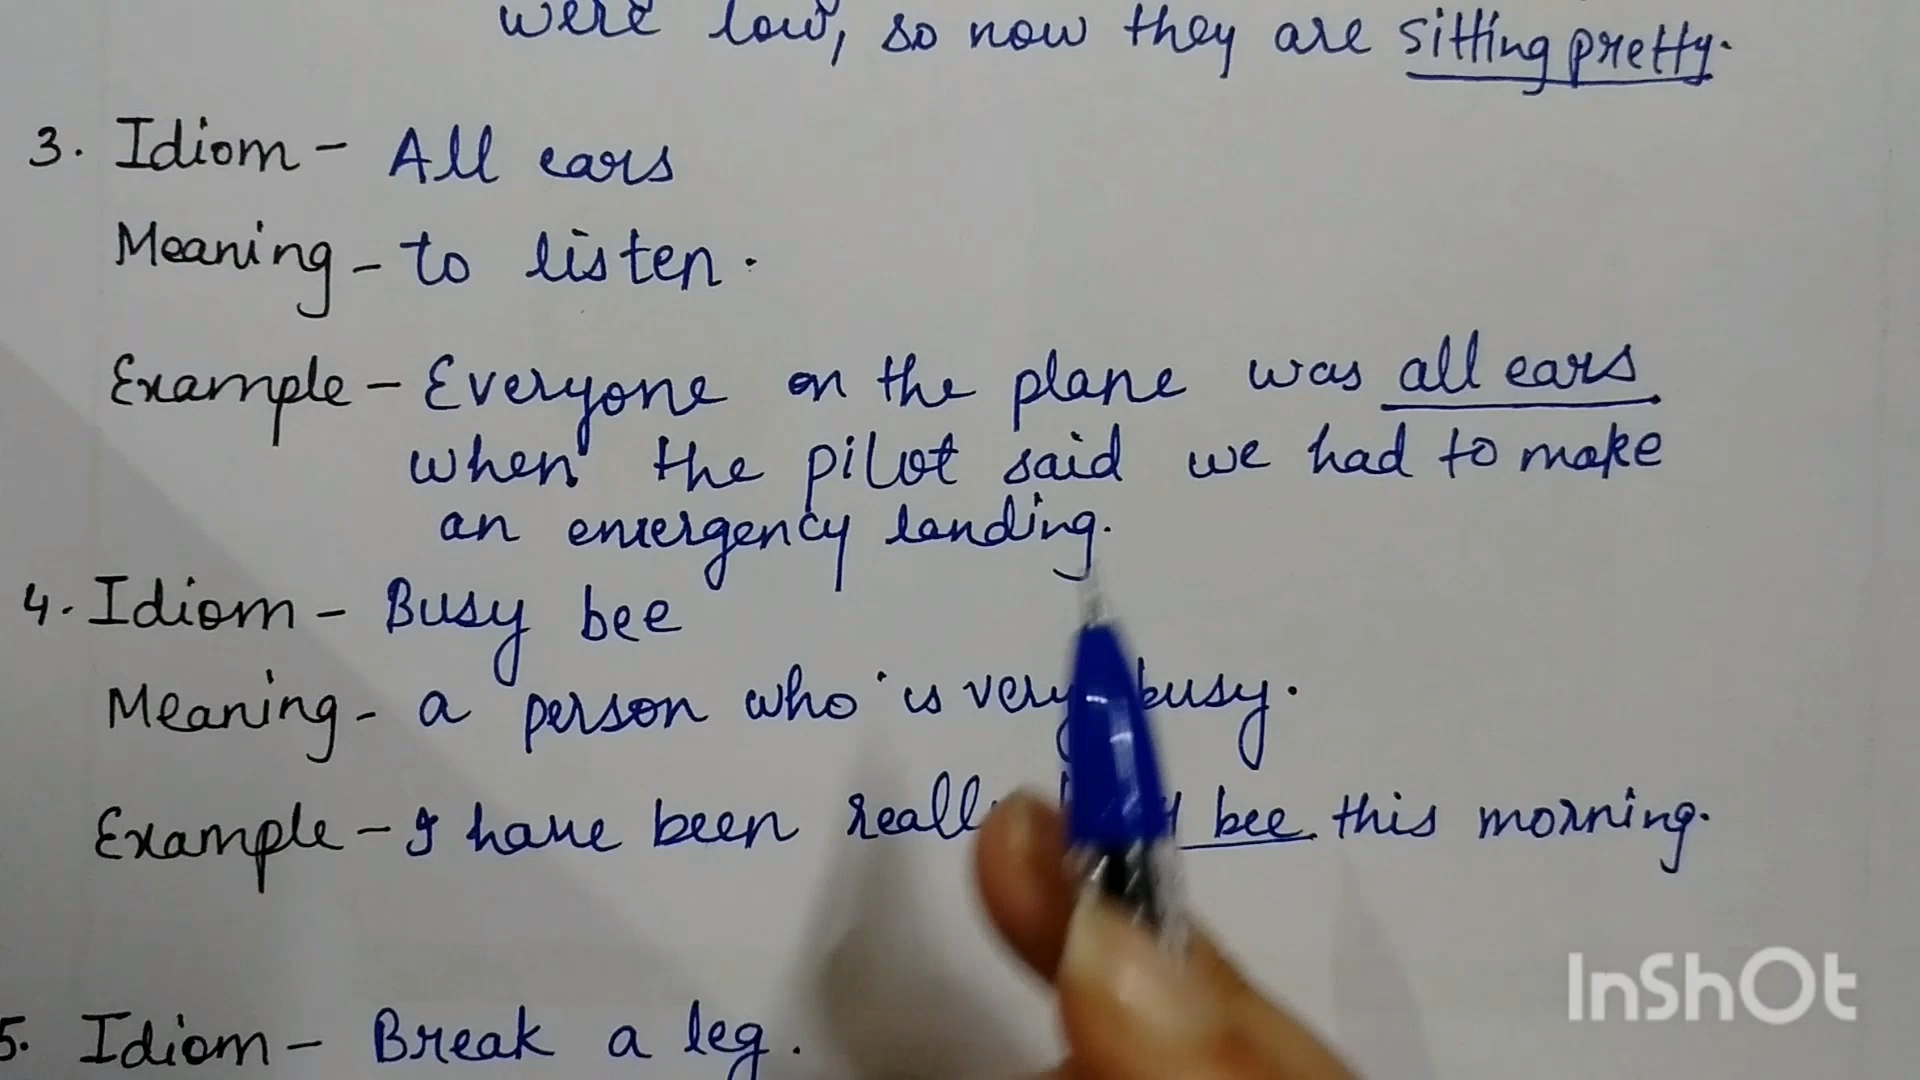 were low, so now they are sitting pretty.
3. Idiom - All ears
Meaning - to listen.
Example - Everyone on the plane was all ears
when the pilot said we had to make
an emergency landing.
4. Idiom - Busy bee
Meaning - a person who is very busy.
Example - I have been really bee this morning.
5. Idiom - Break a leg.
InShOt